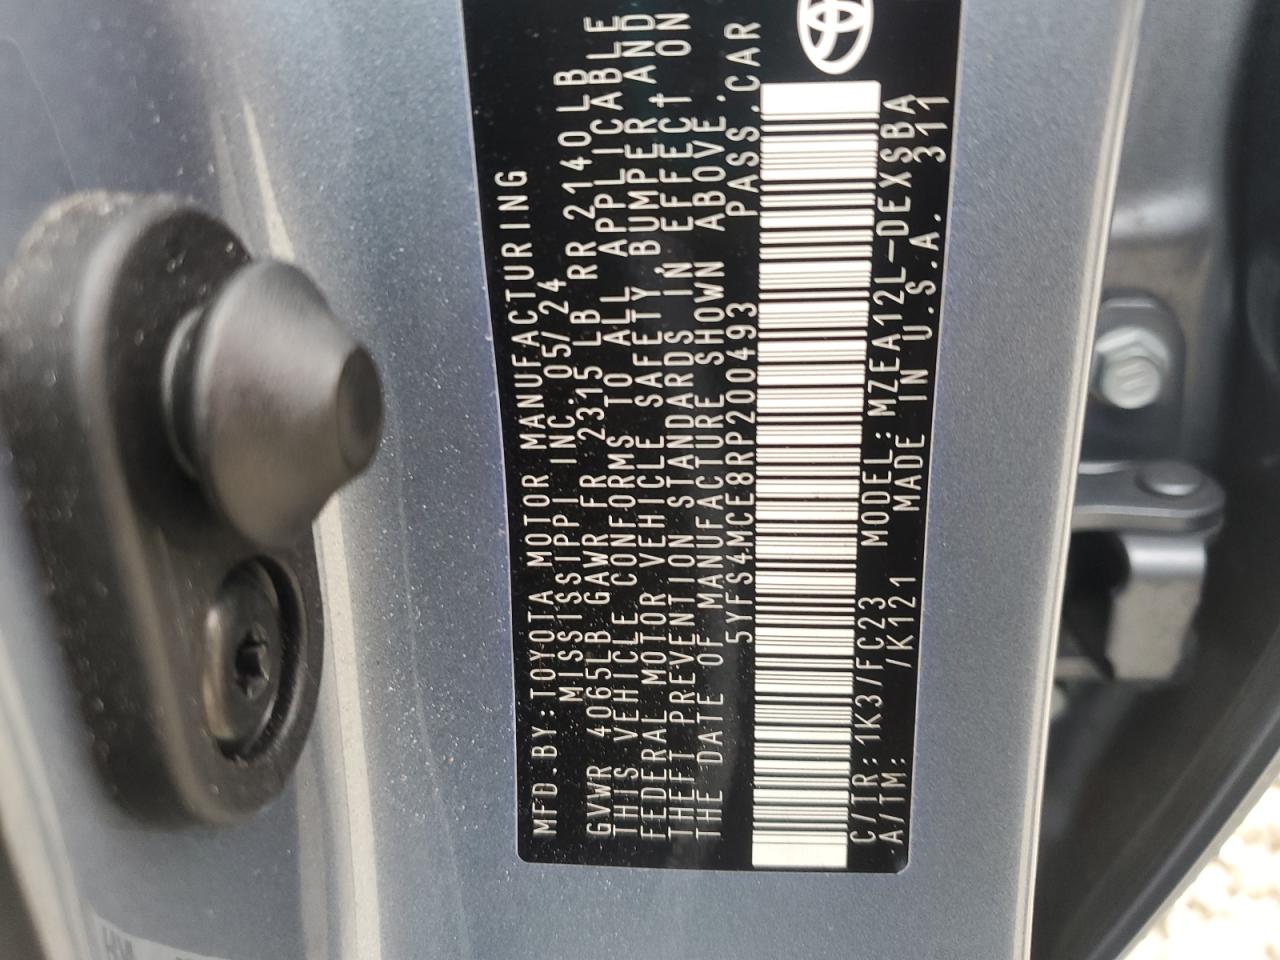 MFD.BY:TOYOTA MOTOR MANUFACTURING
MISSISSIPPI INC. 05/24
GVWR 4065LB GAWR FR 2315 LB RR 2140 LB
THIS VEHICLE CONFORMS TO ALL APPLICABLE
FEDERAL MOTOR VEHICLE SAFETY BUMPER AND
THEFT PREVENTION STANDARDS IN EFFECT ON
THE DATE OF MANUFACTURE SHOWN ABOVE.
5YFS4MCE8RP200493 PASS.CAR
C/TR: 1K3/FC23 MODEL: MZEA12L-DEXSBA
A/TM: /K121 MADE IN U.S.A. 311